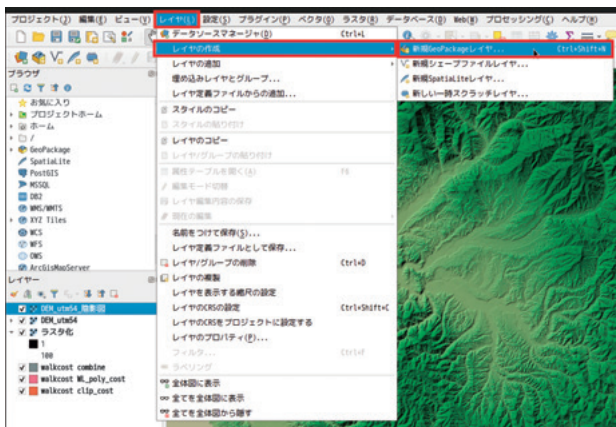 プロジェクト(J) 編集(E) ビュー(V) レイヤ(L) 設定(S) プラグイン(P) ベクタ(O) ラスタ(R) データベース(D) Web(W) プロセッシング(C) ヘルプ(H)
データソースマネージャ(D) Ctrl+L
レイヤの作成
レイヤの追加
埋め込みレイヤとグループ...
レイヤ定義ファイルからの追加...
スタイルのコピー
スタイルの貼り付け
レイヤのコピー
レイヤ/グループの貼り付け
属性テーブルを開く(A) F6
編集モード切替
レイヤ編集内容の保存
現在の編集
名前をつけて保存(S)...
レイヤ定義ファイルとして保存...
レイヤ/グループの削除 Ctrl+D
レイヤの複製
レイヤを表示する縮尺の設定
レイヤのCRSの設定 Ctrl+Shift+C
レイヤのCRSをプロジェクトに設定する
レイヤのプロパティ(P)...
フィルタ... Ctrl+F
ラベリング
全体図に表示
全てを全体図に表示
全てを全体図から隠す
新規GeoPackageレイヤ... Ctrl+Shift+N
新規シェープファイルレイヤ...
新規SpatiaLiteレイヤ...
新しい一時スクラッチレイヤ...
ブラウザ
お気に入り
プロジェクトホーム
ホーム
/
GeoPackage
SpatiaLite
PostGIS
MSSQL
DB2
WMS/WMTS
XYZ Tiles
WCS
WFS
OWS
ArcGisMapServer
レイヤー
DEM_utm54_陰影図
DEM_utm54
ラスタ化
1
100
walkcost combine
walkcost WL_poly_cost
walkcost clip_cost